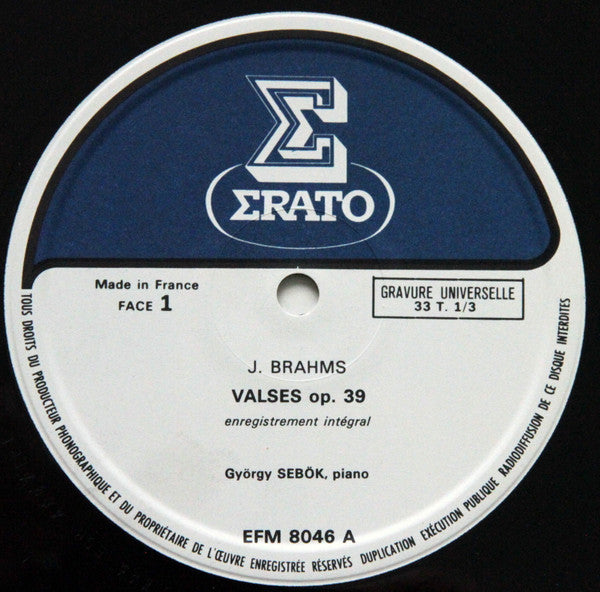 Σ
ΣRATO
Made in France
FACE 1
GRAVURE UNIVERSELLE
33 T. 1/3
J. BRAHMS
VALSES op. 39
enregistrement intégral
György SEBÖK, piano
EFM 8046 A
TOUS DROITS DU PRODUCTEUR PHONOGRAPHIQUE ET DU PROPRIÉTAIRE DE L'ŒUVRE ENREGISTRÉE RÉSERVÉS DUPLICATION EXÉCUTION PUBLIQUE RADIODIFFUSION DE CE DISQUE INTERDITES